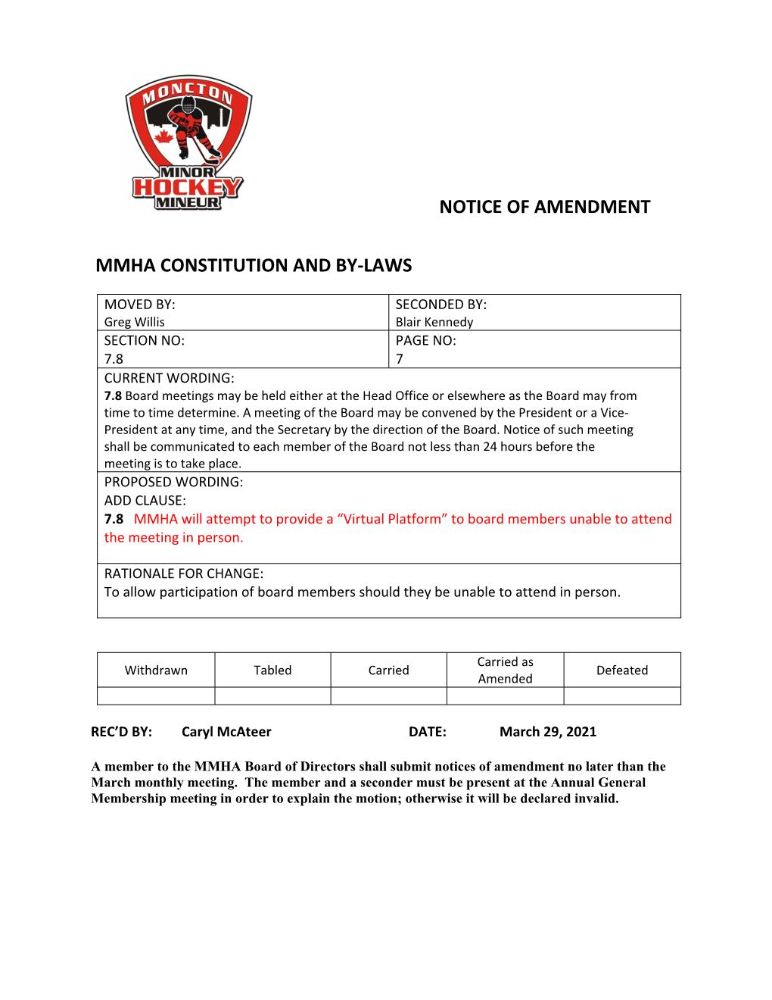 MONCTON
MINOR
HOCKEY
MINEUR
NOTICE OF AMENDMENT
MMHA CONSTITUTION AND BY-LAWS
MOVED BY:
Greg Willis
SECONDED BY:
Blair Kennedy
SECTION NO:
7.8
PAGE NO:
7
CURRENT WORDING:
7.8 Board meetings may be held either at the Head Office or elsewhere as the Board may from
time to time determine. A meeting of the Board may be convened by the President or a Vice-
President at any time, and the Secretary by the direction of the Board. Notice of such meeting
shall be communicated to each member of the Board not less than 24 hours before the
meeting is to take place.
PROPOSED WORDING:
ADD CLAUSE:
7.8 MMHA will attempt to provide a “Virtual Platform” to board members unable to attend
the meeting in person.
RATIONALE FOR CHANGE:
To allow participation of board members should they be unable to attend in person.
Withdrawn
Tabled
Carried
Carried as
Amended
Defeated
REC’D BY: Caryl McAteer DATE: March 29, 2021
A member to the MMHA Board of Directors shall submit notices of amendment no later than the
March monthly meeting. The member and a seconder must be present at the Annual General
Membership meeting in order to explain the motion; otherwise it will be declared invalid.